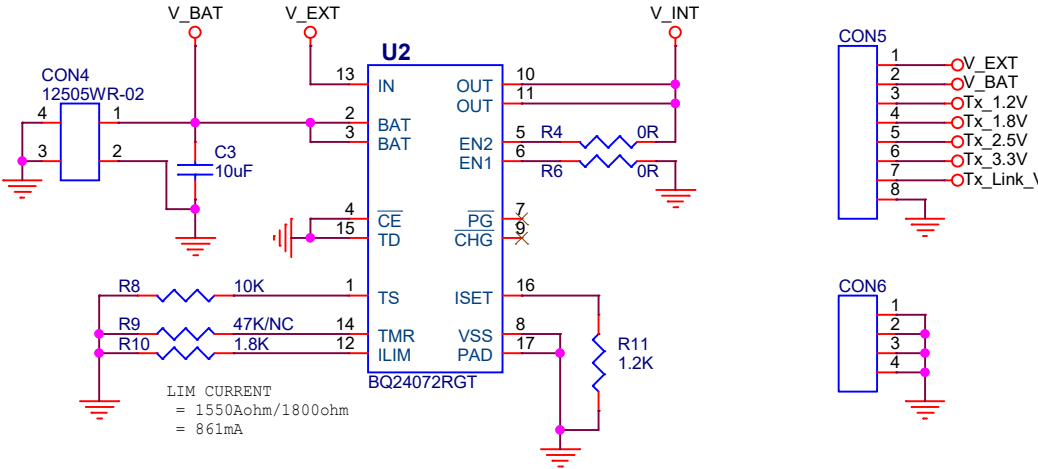 V_BAT
V_EXT
V_INT
U2
CON4
12505WR-02
4
1
3
2
C3
10uF
13
IN
2
BAT
3
BAT
4
CE
15
TD
1
TS
14
TMR
12
ILIM
OUT
10
OUT
11
EN2
5
EN1
6
R4
0R
R6
0R
PG
7
CHG
9
ISET
16
VSS
8
PAD
17
BQ24072RGT
R8
10K
R9
47K/NC
R10
1.8K
R11
1.2K
LIM CURRENT
= 1550Aohm/1800ohm
= 861mA
CON5
1
V_EXT
2
V_BAT
3
Tx_1.2V
4
Tx_1.8V
5
Tx_2.5V
6
Tx_3.3V
7
Tx_Link_V
8
CON6
1
2
3
4